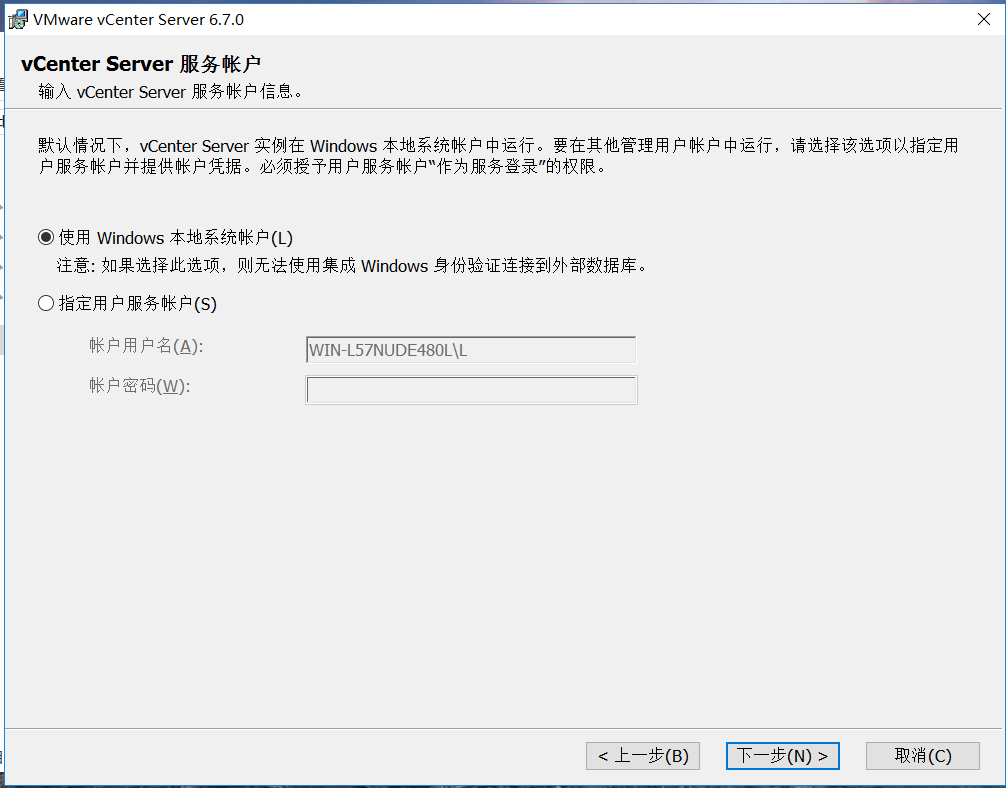 VMware vCenter Server 6.7.0
vCenter Server 服务帐户
输入 vCenter Server 服务帐户信息。
默认情况下，vCenter Server 实例在 Windows 本地系统帐户中运行。要在其他管理用户帐户中运行，请选择该选项以指定用
户服务帐户并提供帐户凭据。必须授予用户服务帐户“作为服务登录”的权限。
使用 Windows 本地系统帐户(L)
注意: 如果选择此选项，则无法使用集成 Windows 身份验证连接到外部数据库。
指定用户服务帐户(S)
帐户用户名(A):
WIN-L57NUDE480L\L
帐户密码(W):
< 上一步(B)
下一步(N) >
取消(C)